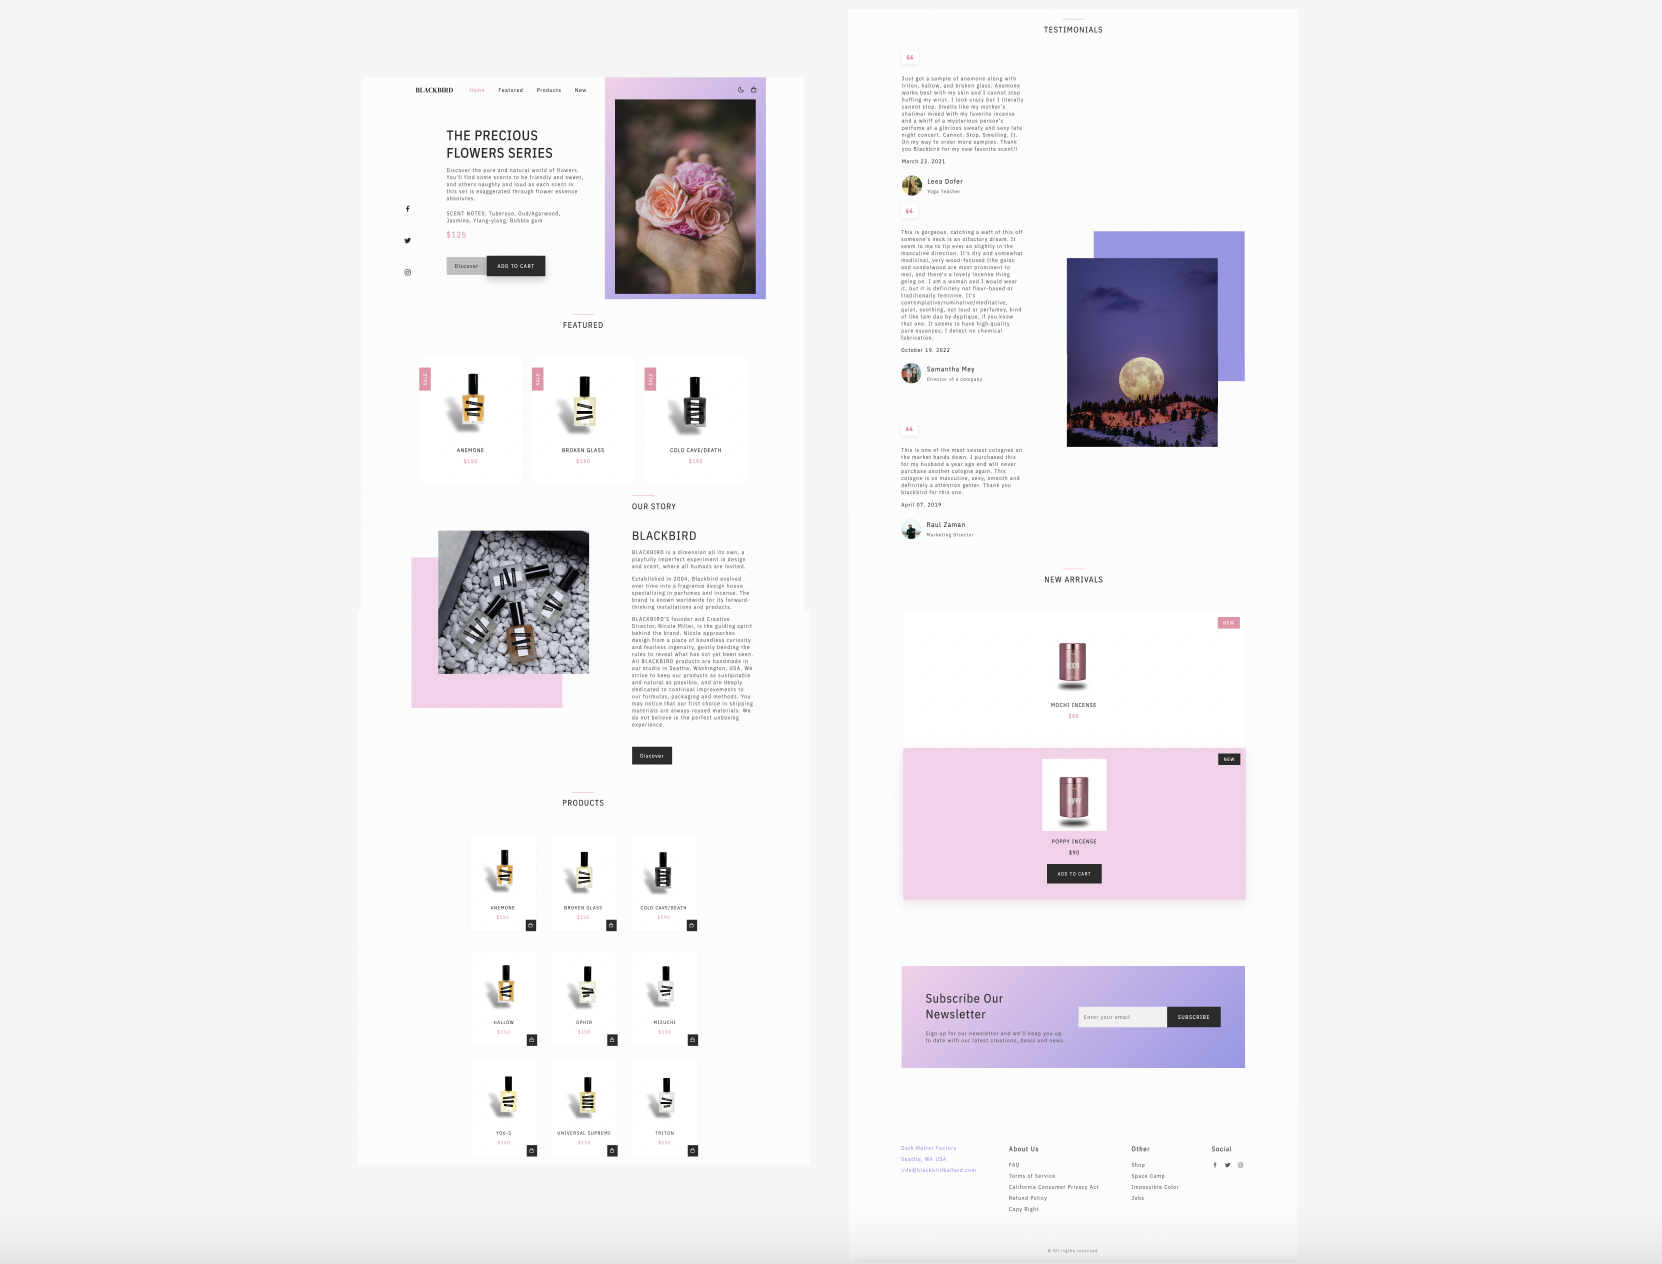 BLACKBIRD
Home
Featured
Products
New
THE PRECIOUS
FLOWERS SERIES
Discover the pure and natural world of flowers.
You'll find some scents to be friendly and sweet,
and others naughty and loud as each scent in
this set is exaggerated through flower essence
absolutes.
SCENT NOTES: Tuberose, Oud/Agarwood,
Jasmine, Ylang-ylang, Bubble gum
$125
Discover
ADD TO CART
FEATURED
SALE
SALE
SALE
ANEMONE
$150
BROKEN GLASS
$150
COLD CAVE/DEATH
$190
OUR STORY
BLACKBIRD
BLACKBIRD is a dimension all its own, a
playfully imperfect experiment in design
and scent, where all humans are invited.
Established in 2004, Blackbird evolved
over time into a fragrance design house
specializing in perfumes and incense. The
brand is known worldwide for its forward-
thinking installations and products.
BLACKBIRD'S founder and Creative
Director, Nicole Miller, is the guiding spirit
behind the brand. Nicole approaches
design from a place of boundless curiosity
and fearless ingenuity, gently bending the
rules to reveal what has not yet been seen.
All BLACKBIRD products are handmade in
our studio in Seattle, Washington, USA. We
strive to keep our products as sustainable
and natural as possible, and are deeply
dedicated to continual improvements to
our formulas, packaging and methods. You
may notice that our first choice in shipping
materials are always reused materials. We
do not believe in the perfect unboxing
experience.
Discover
PRODUCTS
ANEMONE
$150
BROKEN GLASS
$150
COLD CAVE/DEATH
$190
HALLOW
$150
OPHIR
$150
MIZUCHI
$150
Y06-S
$150
UNIVERSAL SUPREME
$150
TRITON
$150
TESTIMONIALS
Just got a sample of anemone along with
triton, hallow, and broken glass. Anemone
works best with my skin and I cannot stop
huffing my wrist. I look crazy but I literally
cannot stop. Smells like my mother's
shalimar mixed with my favorite incense
and a whiff of a mysterious person's
perfume at a glorious sweaty and sexy late
night concert. Cannot. Stop. Smelling. It.
On my way to order more samples. Thank
you Blackbird for my new favorite scent!!
March 23. 2021
Leea Dofer
Yoga Teacher
This is gorgeous. catching a waft of this off
someone's neck is an olfactory dream. It
seem to me to tip ever so slightly in the
masculine direction. It's dry and somewhat
medicinal, very wood-focused (the gaiac
and sandalwood are most prominent to
me), and there's a lovely incense thing
going on. I am a woman and I would wear
it, but it is definitely not fleur-based or
traditionally feminine. It's
contemplative/ruminative/meditative,
quiet, soothing, not loud or perfumey, kind
of like tam dao by dyptique, if you know
that one. It seems to have high quality
pure essences; I detect no chemical
fabrication.
October 19. 2022
Samantha Mey
Director of a company
This is one of the most sexiest colognes on
the market hands down. I purchased this
for my husband a year ago and will never
purchase another cologne again. This
cologne is so masculine, sexy, smooth and
definitely a attention getter. Thank you
blackbird for this one.
April 07. 2019
Raul Zaman
Marketing Director
NEW ARRIVALS
NEW
MOCHI
MOCHI INCENSE
NEW
POPPY
POPPY INCENSE
$90
ADD TO CART
Subscribe Our
Newsletter
Sign up for our newsletter and we'll keep you up
to date with our latest creations, deals and news.
Enter your email
SUBSCRIBE
Dark Matter Factory
Seattle, WA USA
info@blackbirdballard.com
About Us
FAQ
Terms of Service
California Consumer Privacy Act
Refund Policy
Copy Right
Other
Shop
Space Camp
Impossible Color
Jobs
Social
© All rigths reserved